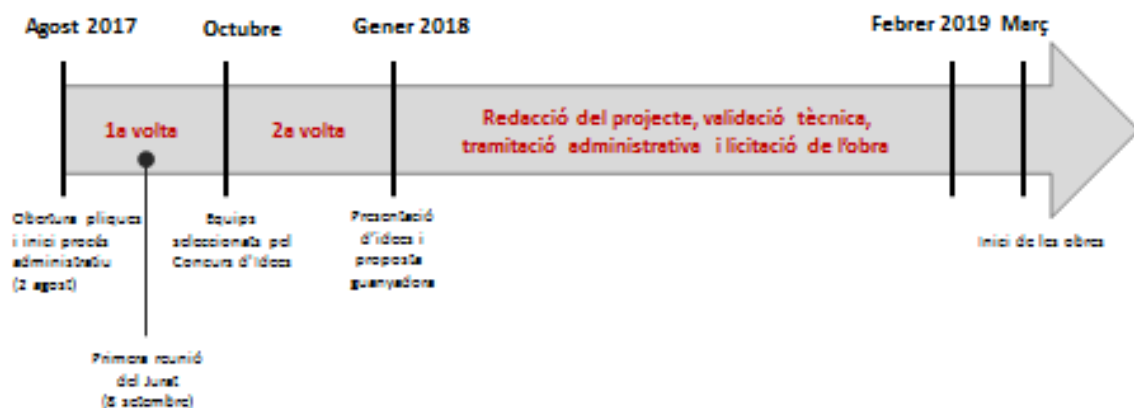 Agost 2017
Octubre
Gener 2018
Febrer 2019
Març
1a volta
2a volta
Redacció del projecte, validació tècnica,
tramitació administrativa i licitació de l'obra
Obertura pliques
i inici procés
administratiu
(2 agost)
Equips
seleccionats pel
Concurs d'Idees
Presentació
d'idees i
proposta
guanyadora
Inici de les obres
Primera reunió
del Jurat
(8 setembre)